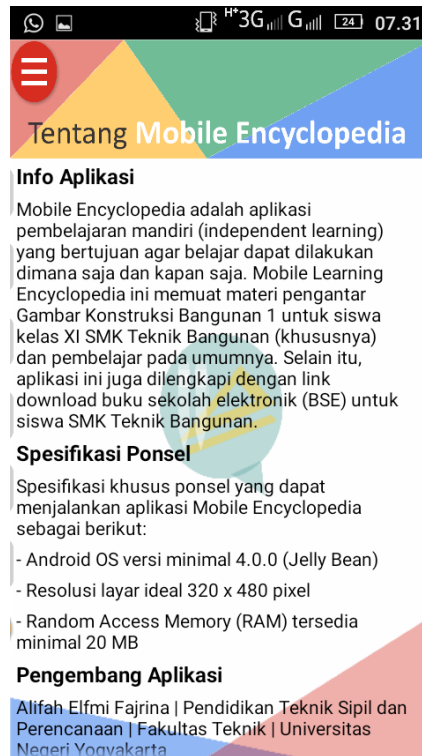 H+3G G 24 07.31
Tentang Mobile Encyclopedia
Info Aplikasi
Mobile Encyclopedia adalah aplikasi
pembelajaran mandiri (independent learning)
yang bertujuan agar belajar dapat dilakukan
dimana saja dan kapan saja. Mobile Learning
Encyclopedia ini memuat materi pengantar
Gambar Konstruksi Bangunan 1 untuk siswa
kelas XI SMK Teknik Bangunan (khususnya)
dan pembelajar pada umumnya. Selain itu,
aplikasi ini juga dilengkapi dengan link
download buku sekolah elektronik (BSE) untuk
siswa SMK Teknik Bangunan.
Spesifikasi Ponsel
Spesifikasi khusus ponsel yang dapat
menjalankan aplikasi Mobile Encyclopedia
sebagai berikut:
- Android OS versi minimal 4.0.0 (Jelly Bean)
- Resolusi layar ideal 320 x 480 pixel
- Random Access Memory (RAM) tersedia
minimal 20 MB
Pengembang Aplikasi
Alifah Elfmi Fajrina | Pendidikan Teknik Sipil dan
Perencanaan | Fakultas Teknik | Universitas
Negeri Yogyakarta